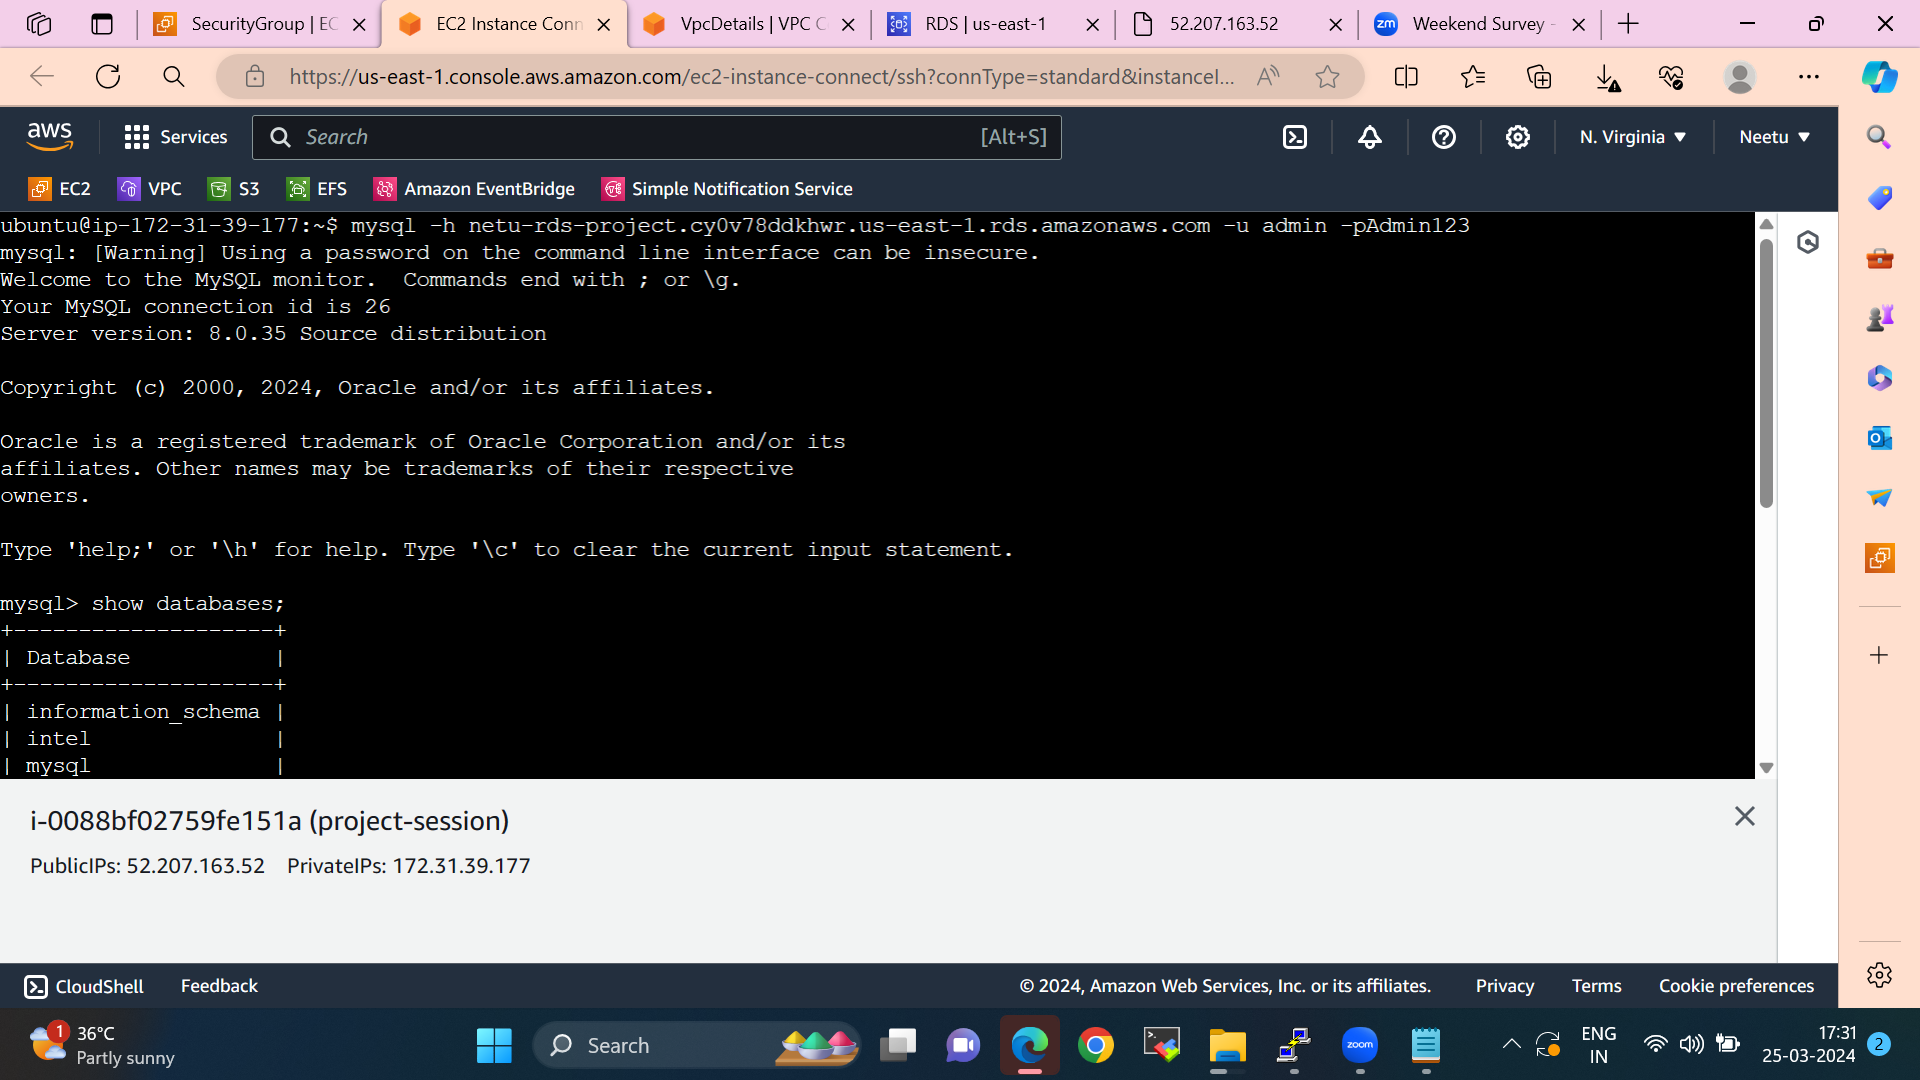 SecurityGroup | EC
EC2 Instance Conn
VpcDetails | VPC C
RDS | us-east-1
52.207.163.52
zm
Weekend Survey -
https://us-east-1.console.aws.amazon.com/ec2-instance-connect/ssh?connType=standard&instanceI...
aws
Services
Search
[Alt+S]
N. Virginia
Neetu
EC2
VPC
S3
EFS
Amazon EventBridge
Simple Notification Service
ubuntu@ip-172-31-39-177:~$ mysql -h netu-rds-project.cy0v78ddkhwr.us-east-1.rds.amazonaws.com -u admin -pAdmin123
mysql: [Warning] Using a password on the command line interface can be insecure.
Welcome to the MySQL monitor.  Commands end with ; or \g.
Your MySQL connection id is 26
Server version: 8.0.35 Source distribution
Copyright (c) 2000, 2024, Oracle and/or its affiliates.
Oracle is a registered trademark of Oracle Corporation and/or its
affiliates. Other names may be trademarks of their respective
owners.
Type 'help;' or '\h' for help. Type '\c' to clear the current input statement.
mysql> show databases;
+--------------------+
| Database           |
+--------------------+
| information_schema |
| intel              |
| mysql              |
i-0088bf02759fe151a (project-session)
PublicIPs: 52.207.163.52    PrivateIPs: 172.31.39.177
CloudShell
Feedback
© 2024, Amazon Web Services, Inc. or its affiliates.
Privacy
Terms
Cookie preferences
1
36°C
Partly sunny
Search
zoom
ENG
IN
17:31
25-03-2024
2